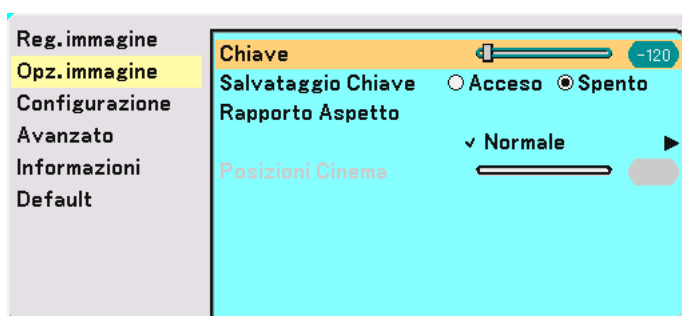 Reg.immagine
Opz.immagine
Configurazione
Avanzato
Informazioni
Default
Chiave -120
Salvataggio Chiave Acceso Spento
Rapporto Aspetto
✓ Normale
Posizioni Cinema